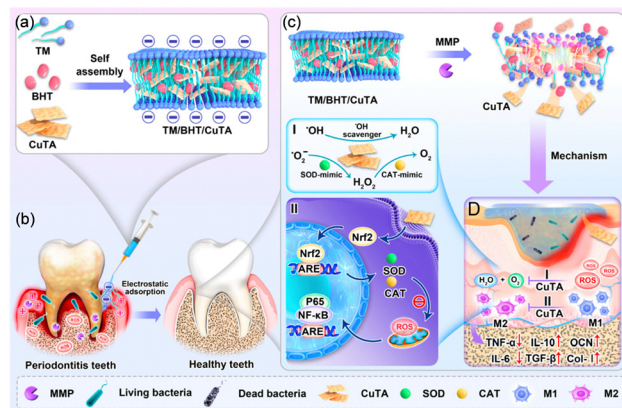 (a)
TM
BHT
CuTA
Self
assembly
TM/BHT/CuTA
(b)
Electrostatic
adsorption
Periodontitis teeth
Healthy teeth
(c)
TM/BHT/CuTA
MMP
CuTA
Mechanism
I
·OH
·OH
scavenger
H₂O
·O₂⁻
SOD-mimic
H₂O₂
CAT-mimic
O₂
II
Nrf2
Nrf2
ARE
SOD
CAT
P65
NF-κB
ARE
ROS
D
H₂O + O₂
I
CuTA
ROS
ROS
ROS
II
CuTA
M2
M1
TNF-α↓ IL-10↑ OCN↑
IL-6 ↓ TGF-β↑ Col- I↑
MMP Living bacteria Dead bacteria CuTA SOD CAT M1 M2